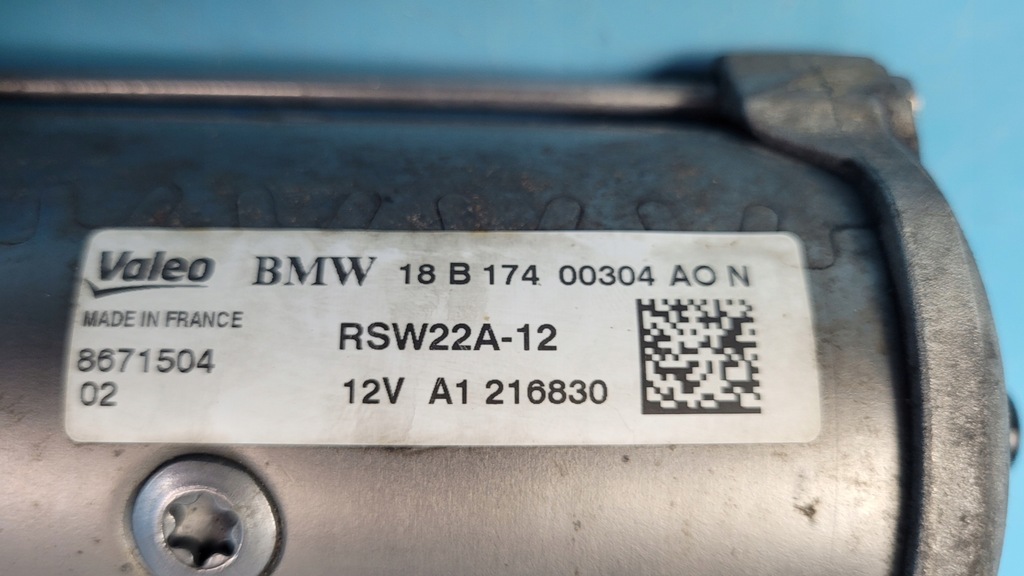 Valeo BMW 18 B 174 00304 AO N
MADE IN FRANCE
RSW22A-12
8671504
12V A1 216830
02